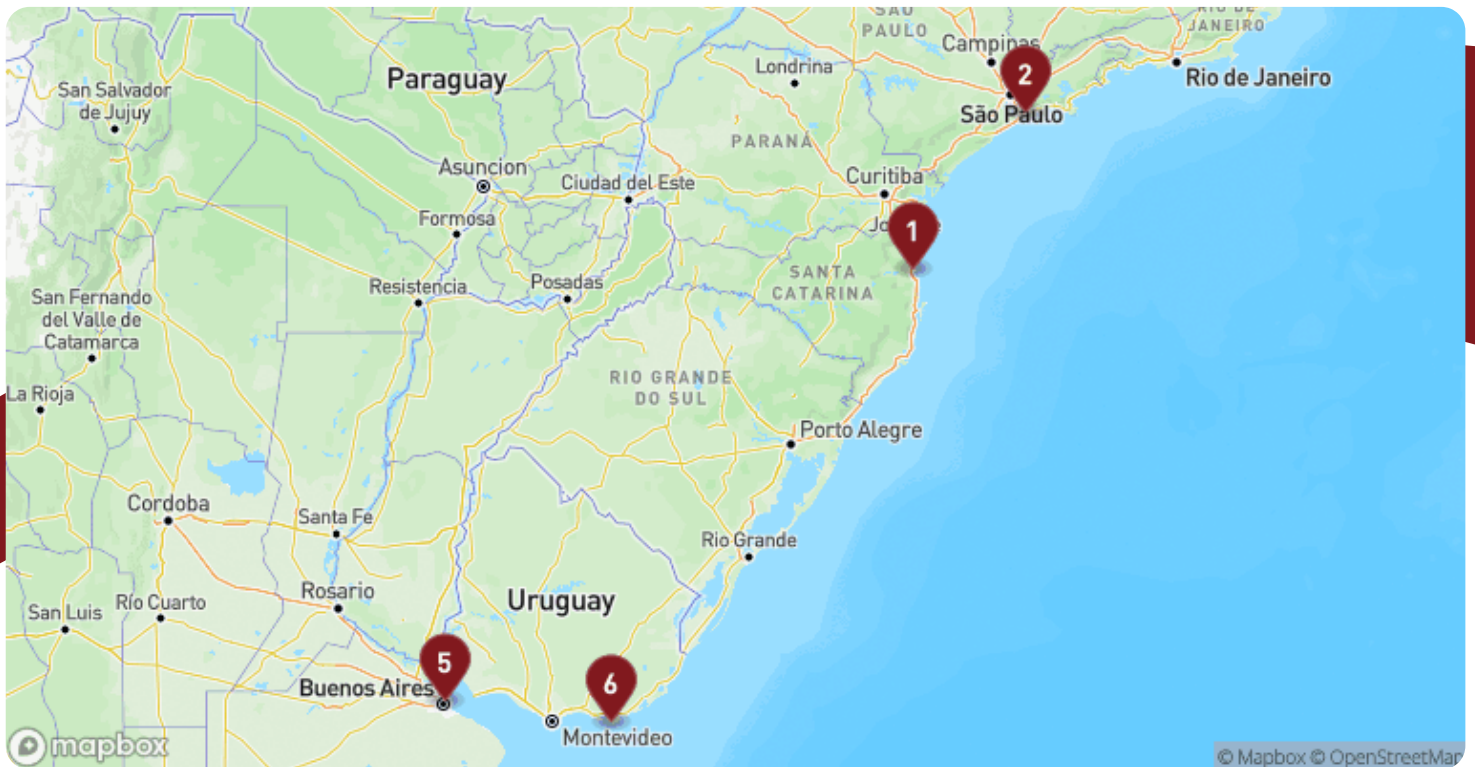 SÃO
PAULO
RIO DE
JANEIRO
Campinas
Paraguay
Londrina
2
Rio de Janeiro
San Salvador
de Jujuy
São Paulo
PARANÁ
Asuncion
Ciudad del Este
Curitiba
Formosa
Jo
1
SANTA
CATARINA
Resistencia
Posadas
San Fernando
del Valle de
Catamarca
RIO GRANDE
DO SUL
La Rioja
Porto Alegre
Cordoba
Santa Fe
Rio Grande
Rosario
Uruguay
Río Cuarto
San Luis
5
Buenos Aires
6
Montevideo
mapbox
© Mapbox © OpenStreetMap